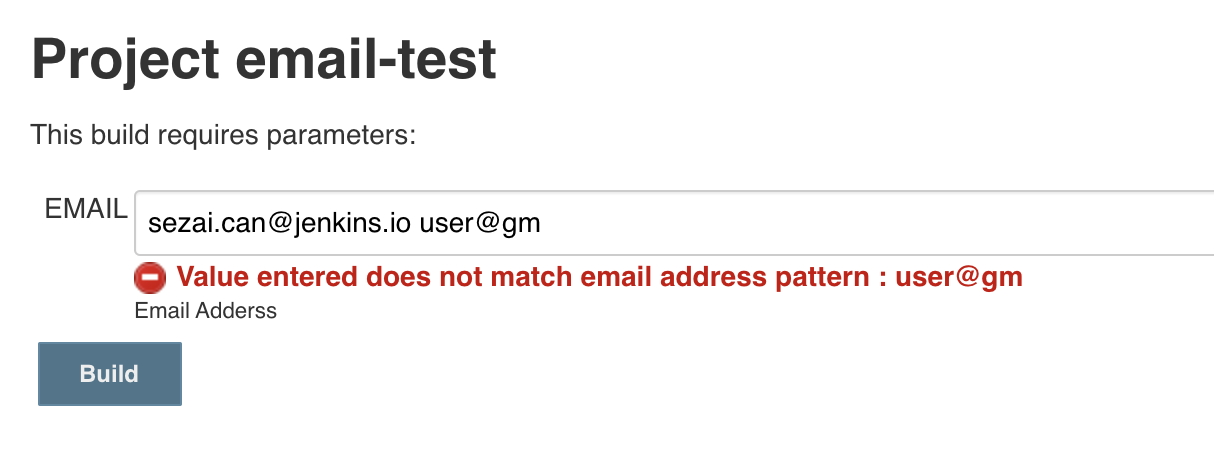 Project email-test
This build requires parameters:
EMAIL
sezai.can@jenkins.io user@gm
Value entered does not match email address pattern : user@gm
Email Adderss
Build